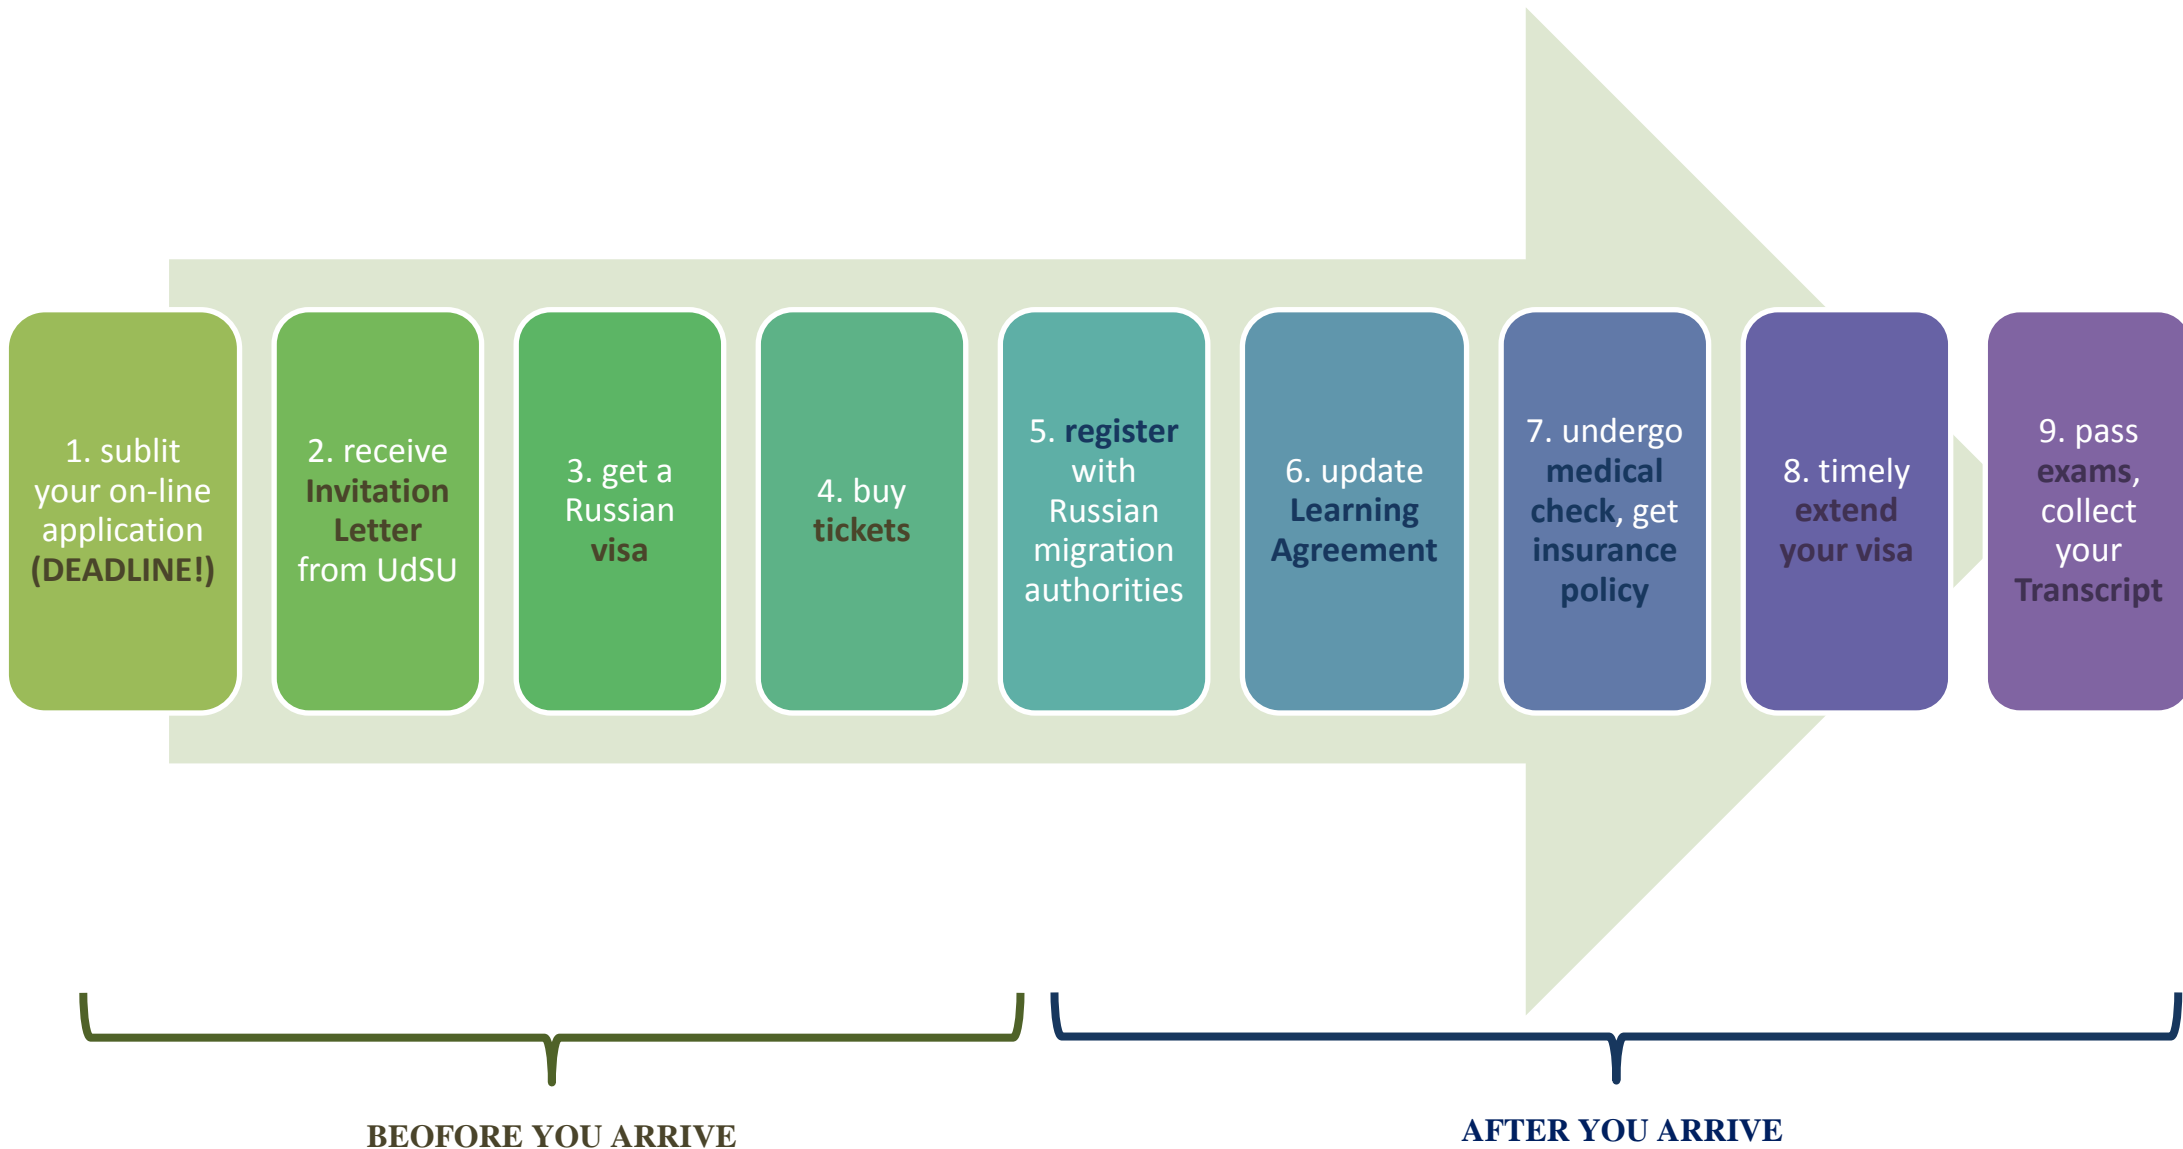 1. sublit
your on-line
application
(DEADLINE!)
2. receive
Invitation
Letter
from UdSU
3. get a
Russian
visa
4. buy
tickets
5. register
with
Russian
migration
authorities
6. update
Learning
Agreement
7. undergo
medical
check, get
insurance
policy
8. timely
extend
your visa
9. pass
exams,
collect
your
Transcript
BEOFORE YOU ARRIVE
AFTER YOU ARRIVE